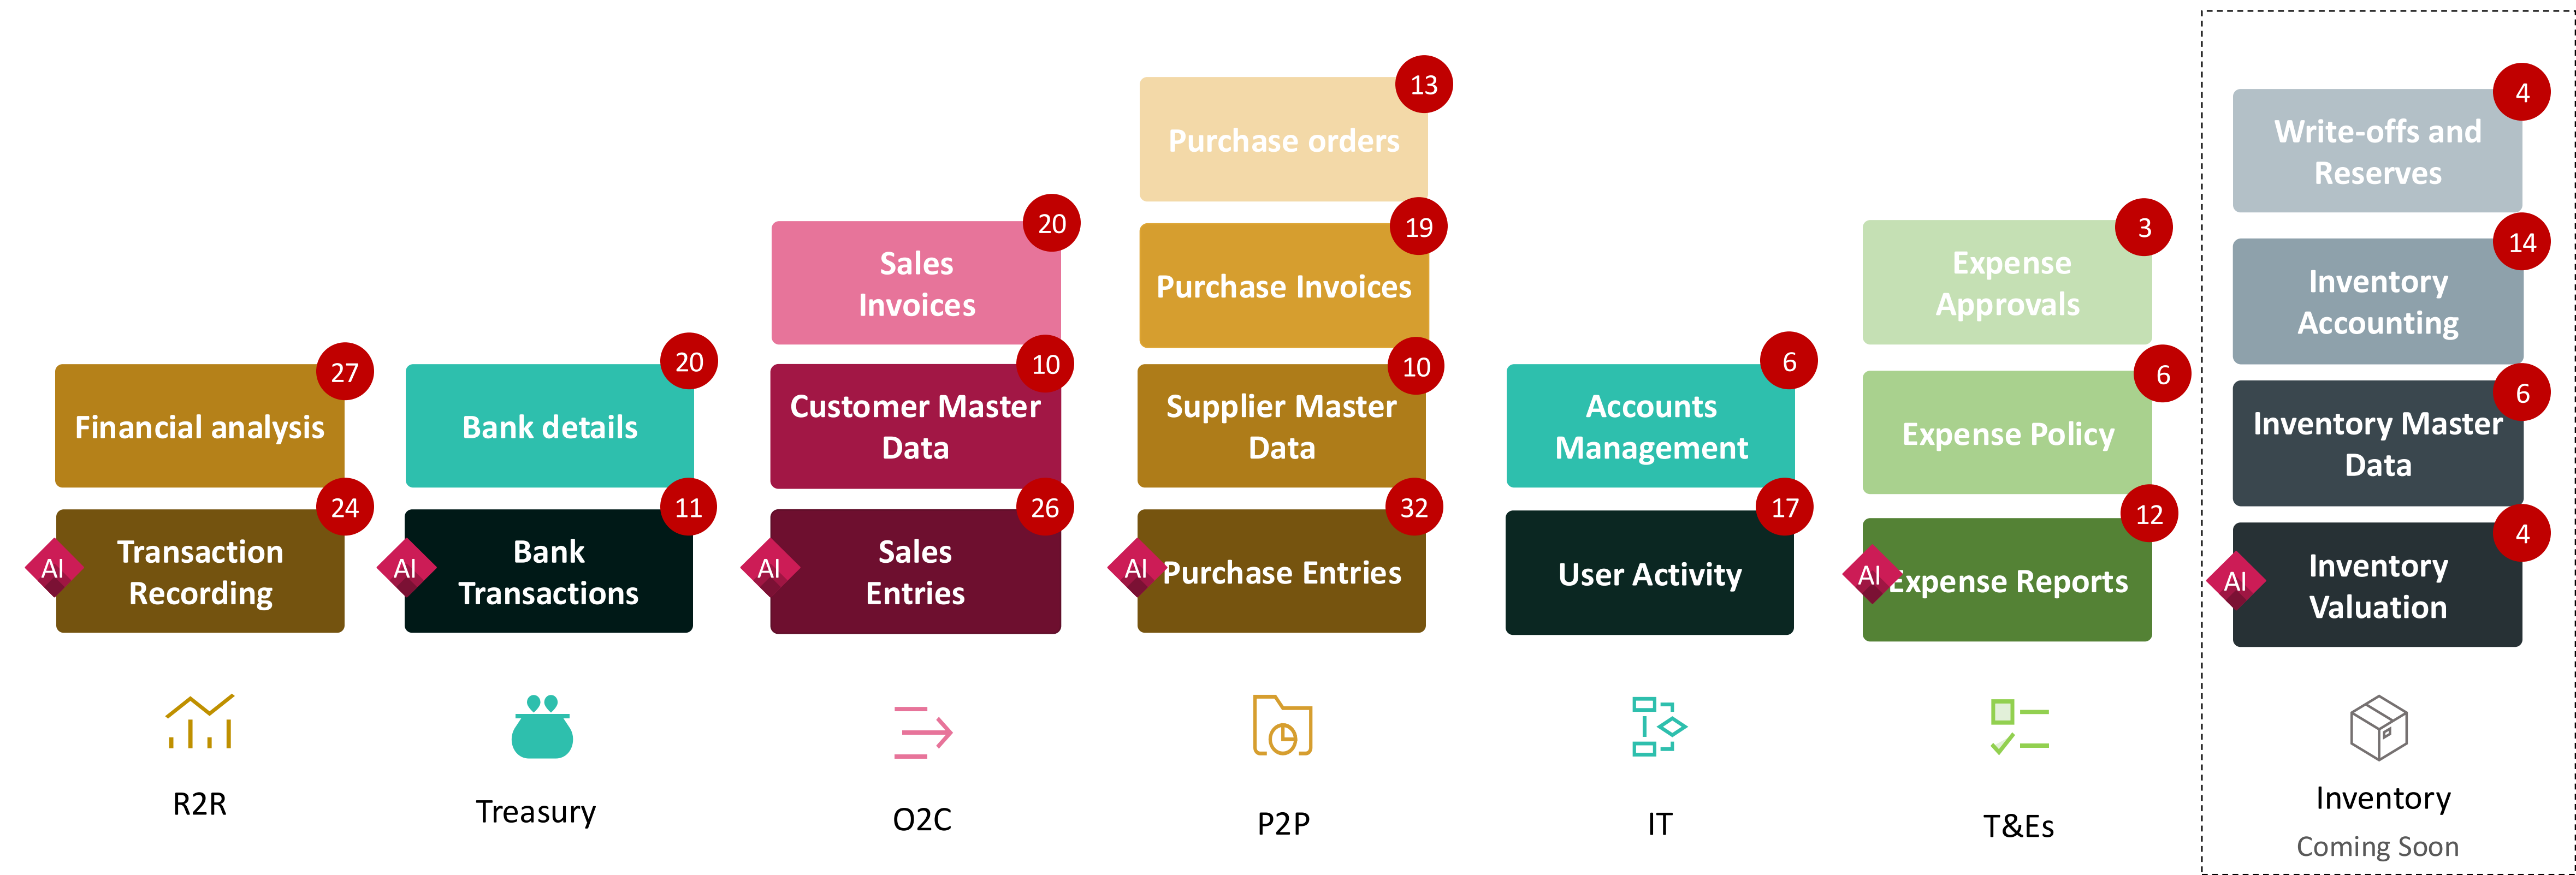 27
Financial analysis
24
AI
Transaction
Recording
R2R
20
Bank details
11
AI
Bank
Transactions
Treasury
20
Sales
Invoices
10
Customer Master
Data
26
AI
Sales
Entries
O2C
13
Purchase orders
19
Purchase Invoices
10
Supplier Master
Data
32
AI
Purchase Entries
P2P
6
Accounts
Management
17
User Activity
IT
3
Expense
Approvals
6
Expense Policy
12
AI
Expense Reports
T&Es
4
Write-offs and
Reserves
14
Inventory
Accounting
6
Inventory Master
Data
4
AI
Inventory
Valuation
Inventory
Coming Soon